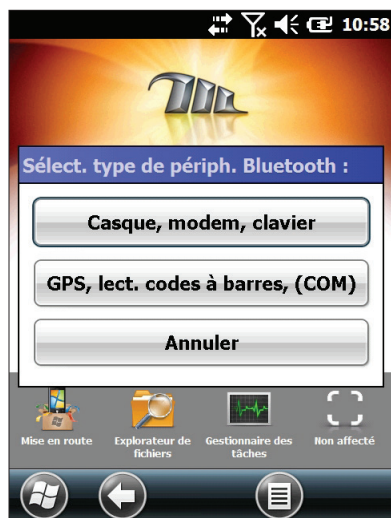 10:58
Sélect. type de périph. Bluetooth :
Casque, modem, clavier
GPS, lect. codes à barres, (COM)
Annuler
Mise en route
Explorateur de
fichiers
Gestionnaire des
tâches
Non affecté